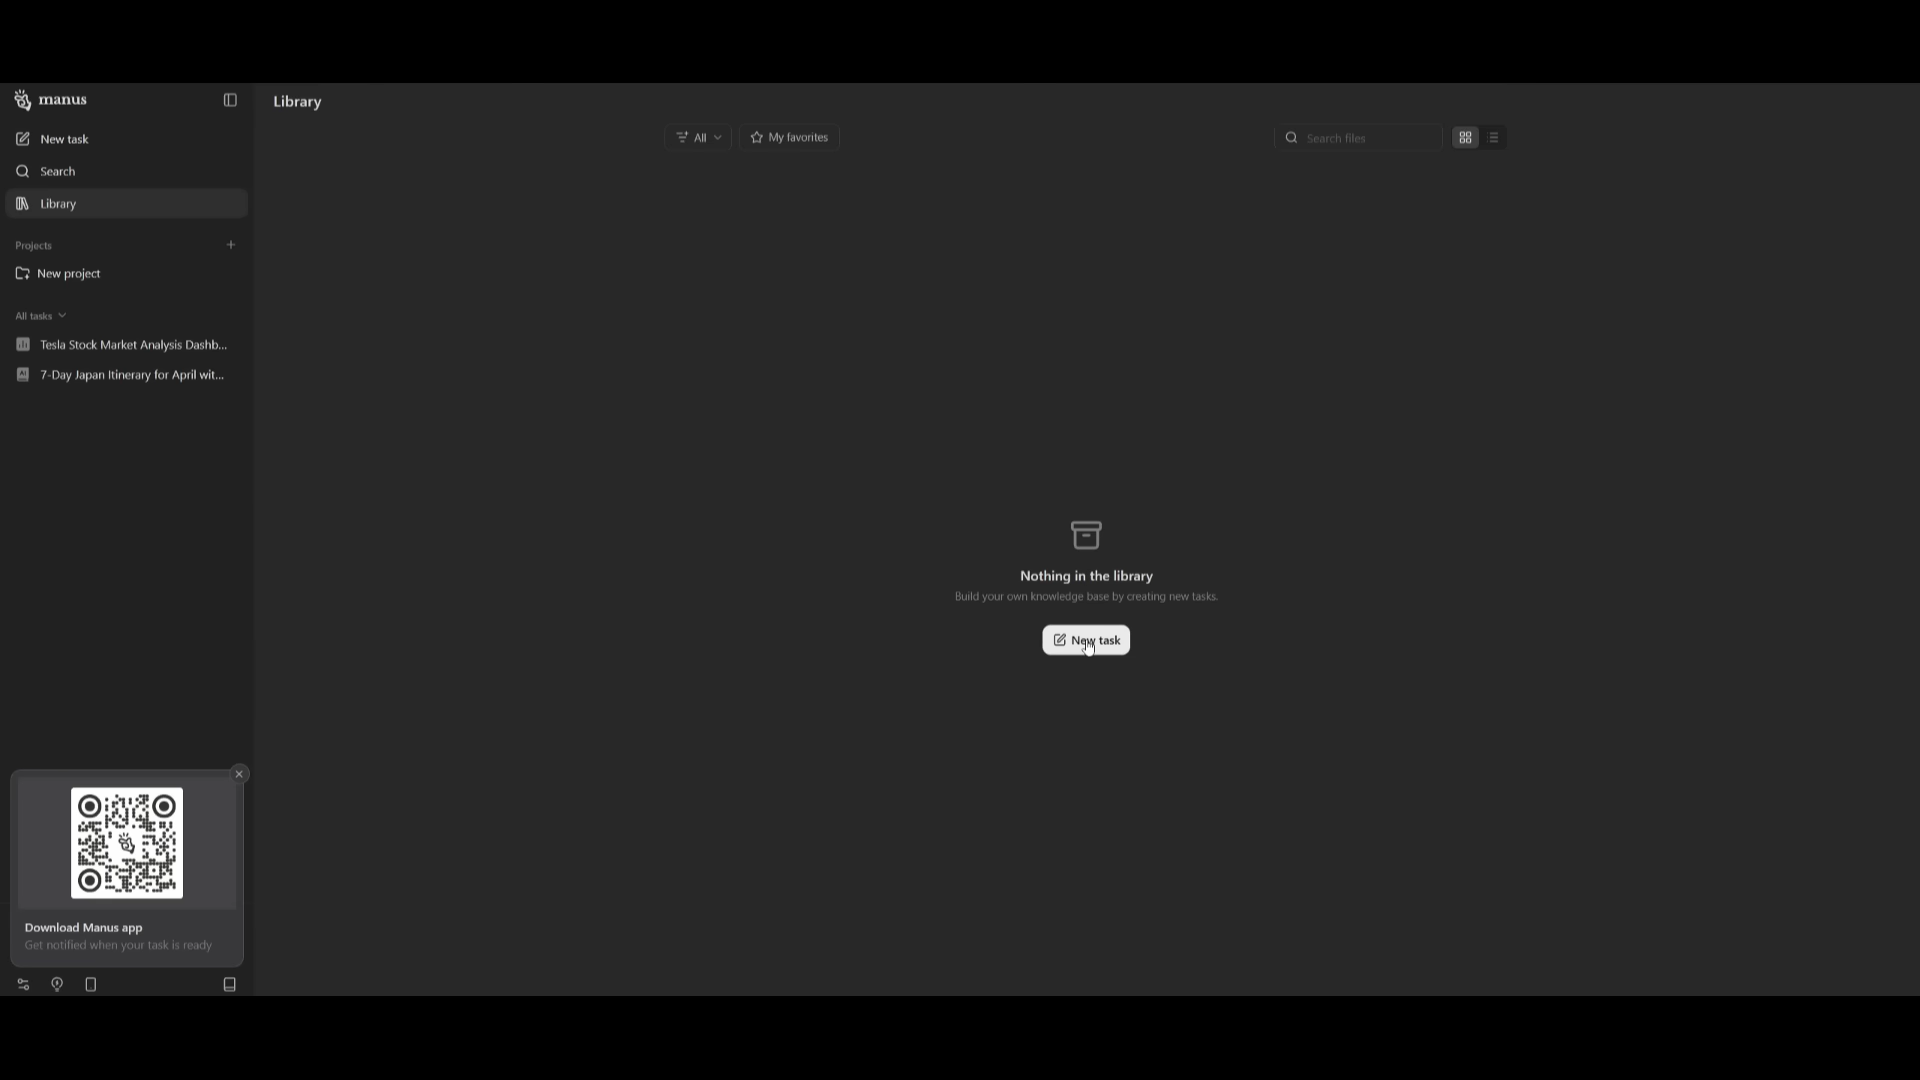 manus
Library
New task
Search
Library
All
My favorites
Search files
Projects
New project
All tasks
Tesla Stock Market Analysis Dashb...
7-Day Japan Itinerary for April wit...
Nothing in the library
Build your own knowledge base by creating new tasks.
New task
Download Manus app
Get notified when your task is ready